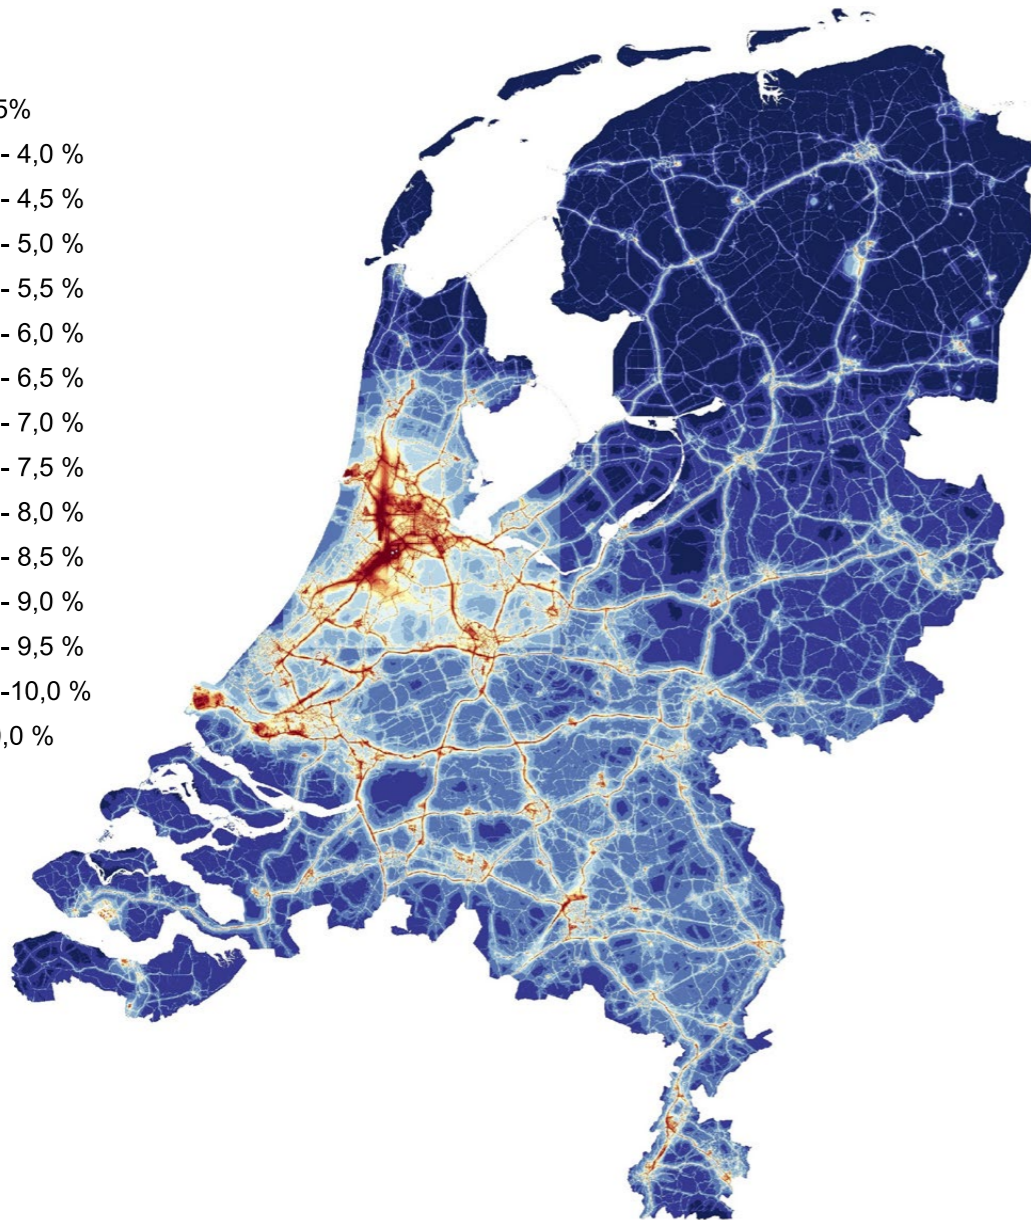 5%
- 4,0 %
- 4,5 %
- 5,0 %
- 5,5 %
- 6,0 %
- 6,5 %
- 7,0 %
- 7,5 %
- 8,0 %
- 8,5 %
- 9,0 %
- 9,5 %
-10,0 %
0,0 %